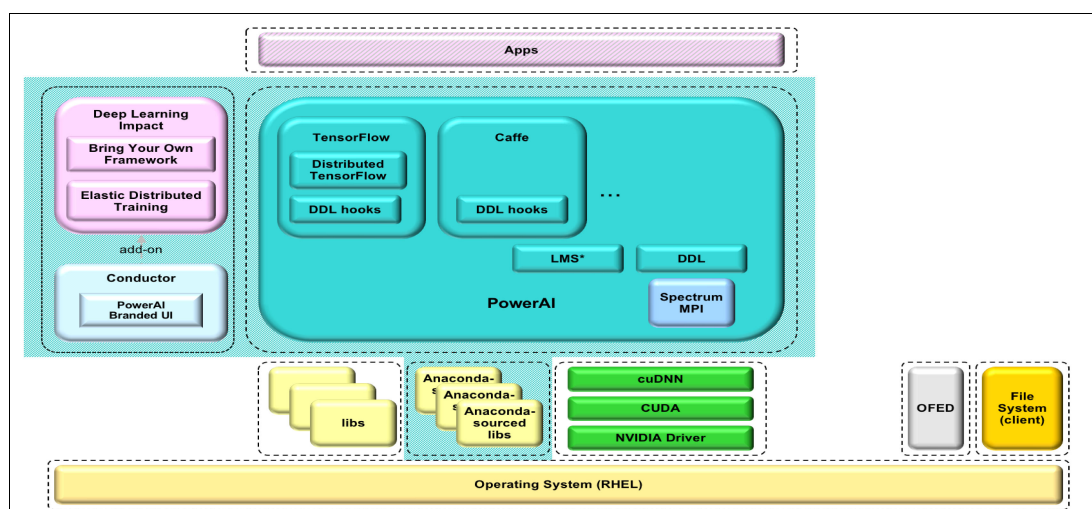 Apps
Deep Learning
Impact
Bring Your Own
Framework
Elastic Distributed
Training
add-on
Conductor
PowerAI
Branded UI
TensorFlow
Distributed
TensorFlow
DDL hooks
Caffe
DDL hooks
...
LMS*
DDL
PowerAI
Spectrum
MPI
libs
Anaconda-
Anaconda-
Anaconda-
sourced
libs
cuDNN
CUDA
NVIDIA Driver
OFED
File
System
(client)
Operating System (RHEL)